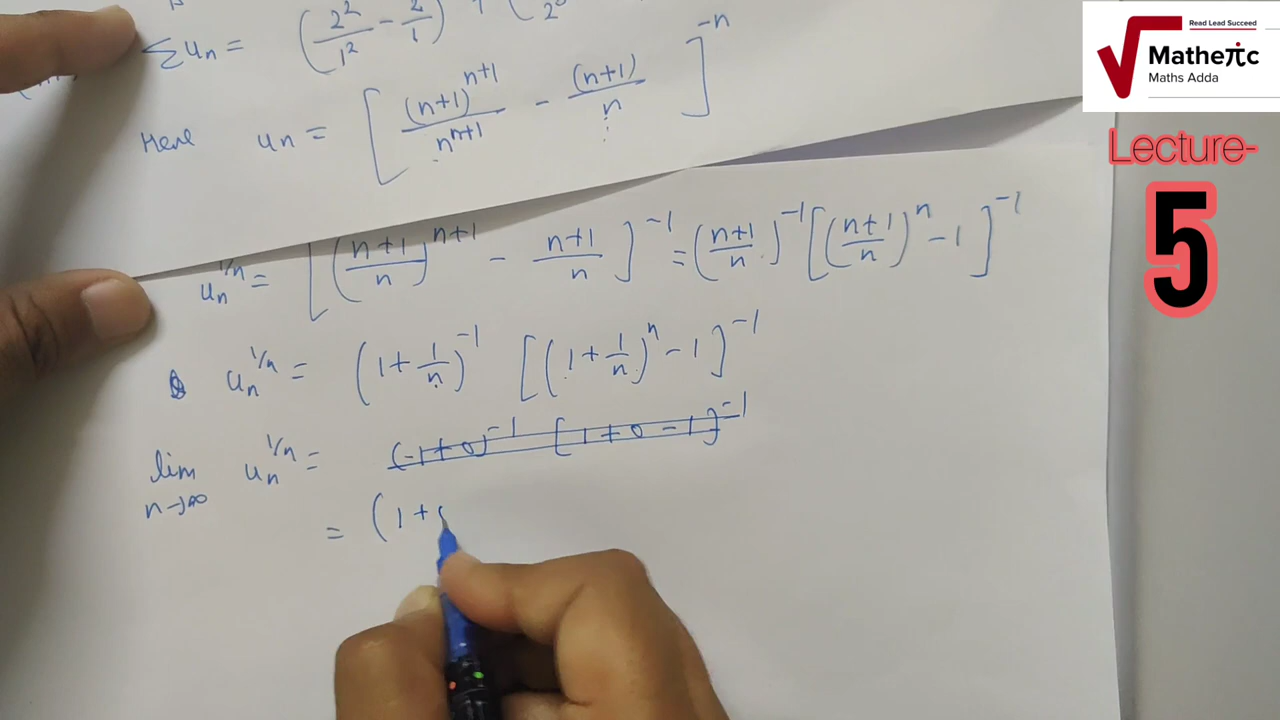 Σuₙ = (2²/1² - 2/1) + (
Here uₙ = [(n+1)ⁿ⁺¹/nⁿ⁺¹ - (n+1)/n]⁻ⁿ
uₙ^1/n = [((n+1)/n)ⁿ⁺¹ - (n+1)/n]⁻¹ = ((n+1)/n)⁻¹ [((n+1)/n)ⁿ - 1]⁻¹
uₙ^1/n = (1 + 1/n)⁻¹ [(1 + 1/n)ⁿ - 1]⁻¹
lim n→∞ uₙ^1/n = (-1+0)⁻¹ [1+0-1]⁻¹
= (1 +
Read Lead Succeed
Matheπc
Maths Adda
Lecture-
5